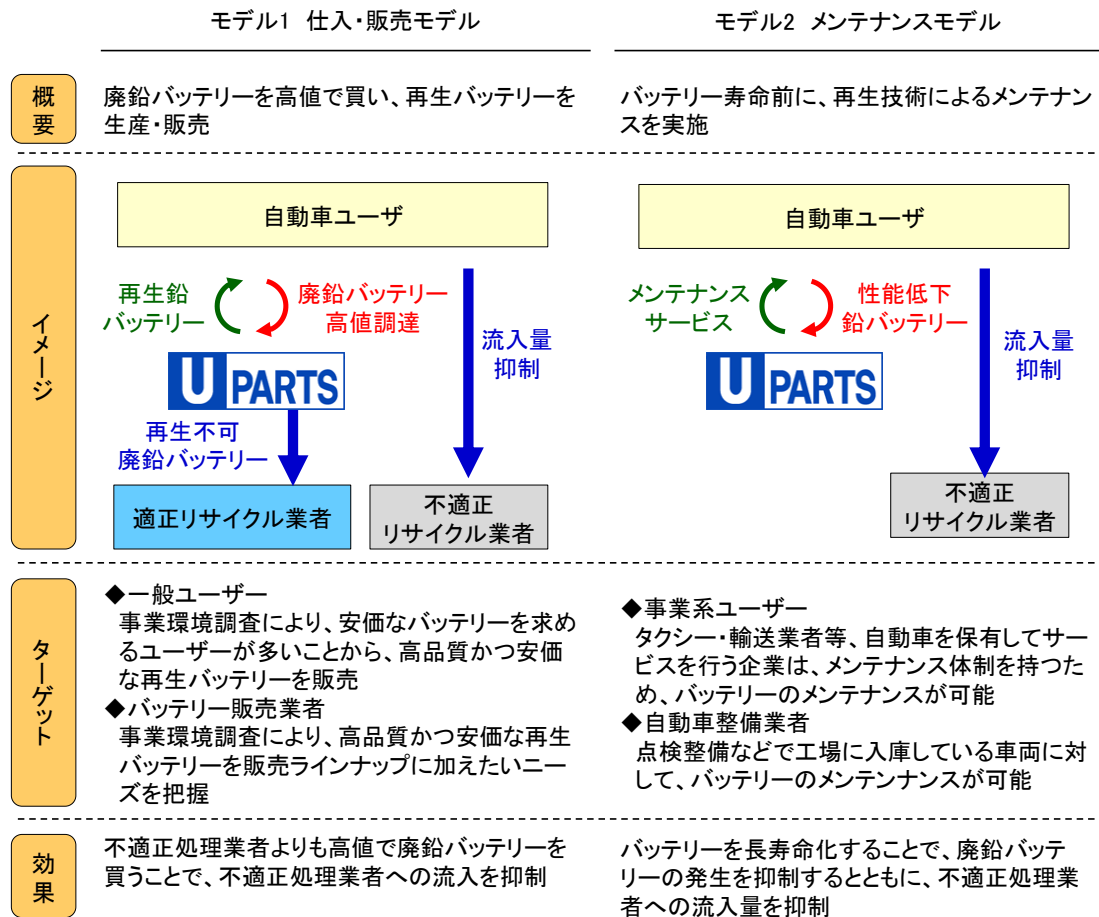 モデル1 仕入・販売モデル
モデル2 メンテナンスモデル
概要
廃鉛バッテリーを高値で買い、再生バッテリーを
生産・販売
バッテリー寿命前に、再生技術によるメンテナン
スを実施
イメージ
自動車ユーザ
再生鉛
バッテリー
廃鉛バッテリー
高値調達
流入量
抑制
U PARTS
再生不可
廃鉛バッテリー
適正リサイクル業者
不適正
リサイクル業者
自動車ユーザ
メンテナンス
サービス
性能低下
鉛バッテリー
流入量
抑制
U PARTS
不適正
リサイクル業者
ターゲット
◆一般ユーザー
事業環境調査により、安価なバッテリーを求め
るユーザーが多いことから、高品質かつ安価
な再生バッテリーを販売
◆バッテリー販売業者
事業環境調査により、高品質かつ安価な再生
バッテリーを販売ラインナップに加えたいニー
ズを把握
◆事業系ユーザー
タクシー・輸送業者等、自動車を保有してサー
ビスを行う企業は、メンテナンス体制を持つた
め、バッテリーのメンテナンスが可能
◆自動車整備業者
点検整備などで工場に入庫している車両に対
して、バッテリーのメンテンナンスが可能
効果
不適正処理業者よりも高値で廃鉛バッテリーを
買うことで、不適正処理業者への流入を抑制
バッテリーを長寿命化することで、廃鉛バッテ
リーの発生を抑制するとともに、不適正処理業
者への流入量を抑制